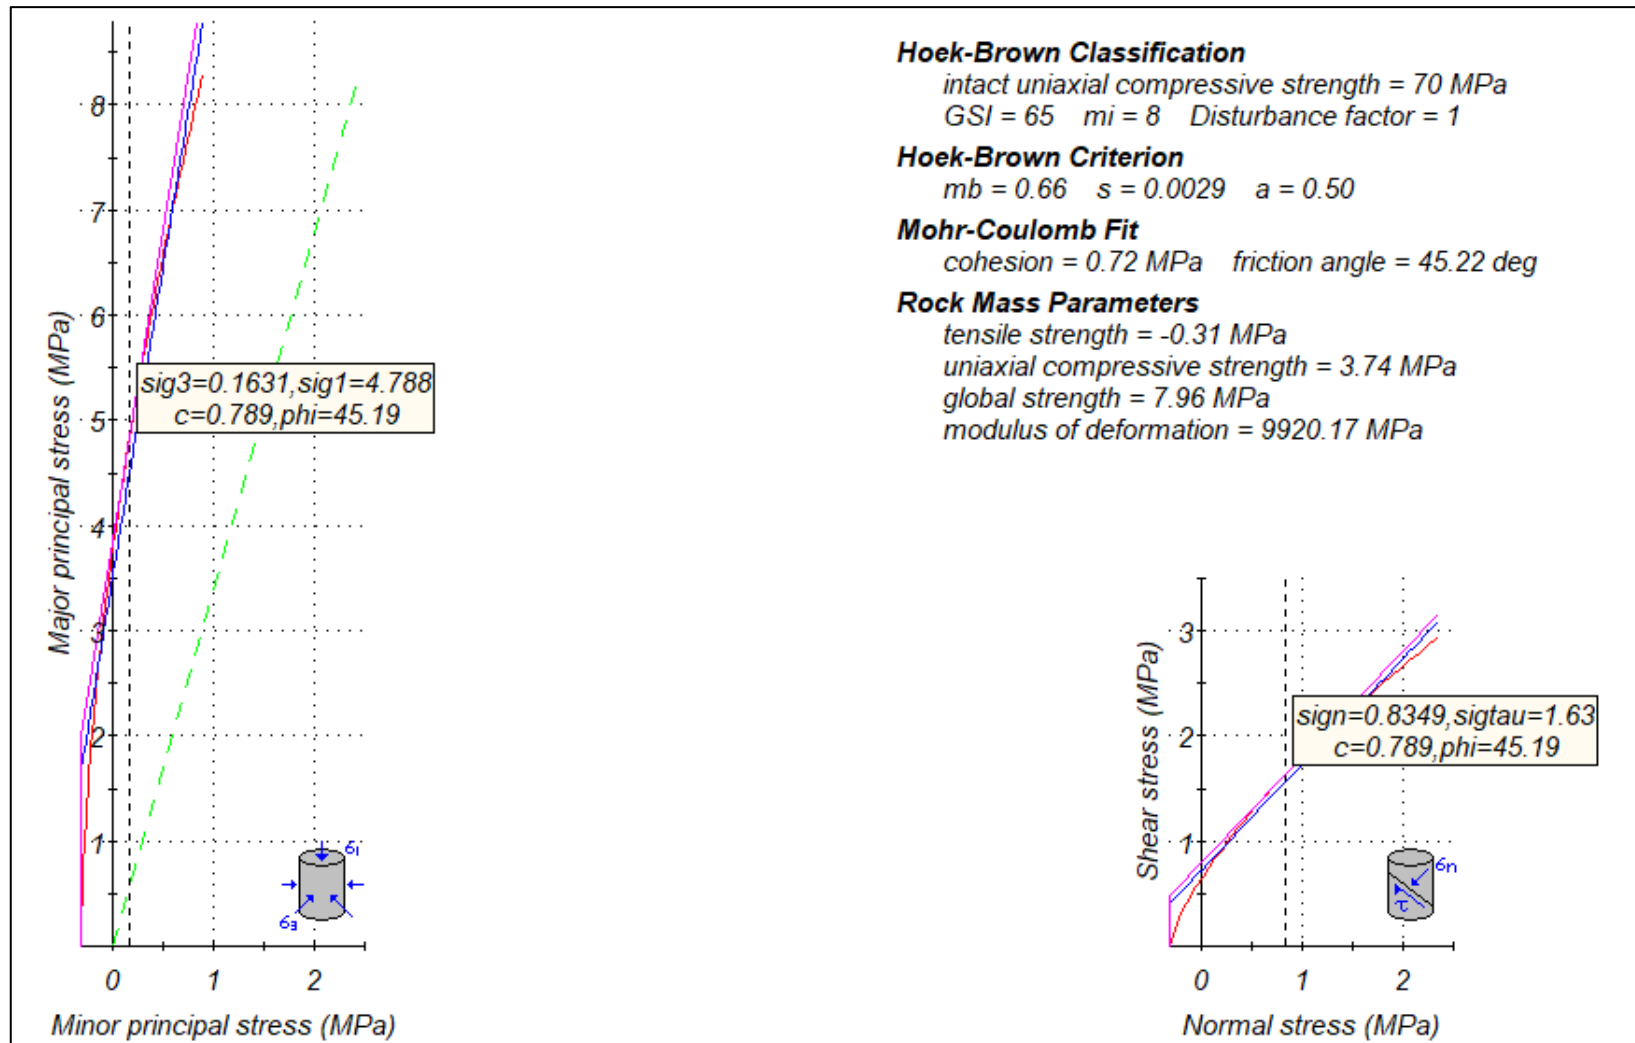 Hoek-Brown Classification
intact uniaxial compressive strength = 70 MPa
GSI = 65 mi = 8 Disturbance factor = 1
Hoek-Brown Criterion
mb = 0.66 s = 0.0029 a = 0.50
Mohr-Coulomb Fit
cohesion = 0.72 MPa friction angle = 45.22 deg
Rock Mass Parameters
tensile strength = -0.31 MPa
uniaxial compressive strength = 3.74 MPa
global strength = 7.96 MPa
modulus of deformation = 9920.17 MPa
Major principal stress (MPa)
8
7
6
5
4
3
2
1
sig3=0.1631,sig1=4.788
c=0.789,phi=45.19
σ1
σ3
0 1 2
Minor principal stress (MPa)
Shear stress (MPa)
3
2
1
sign=0.8349,sigtau=1.63
c=0.789,phi=45.19
σn
τ
0 1 2
Normal stress (MPa)